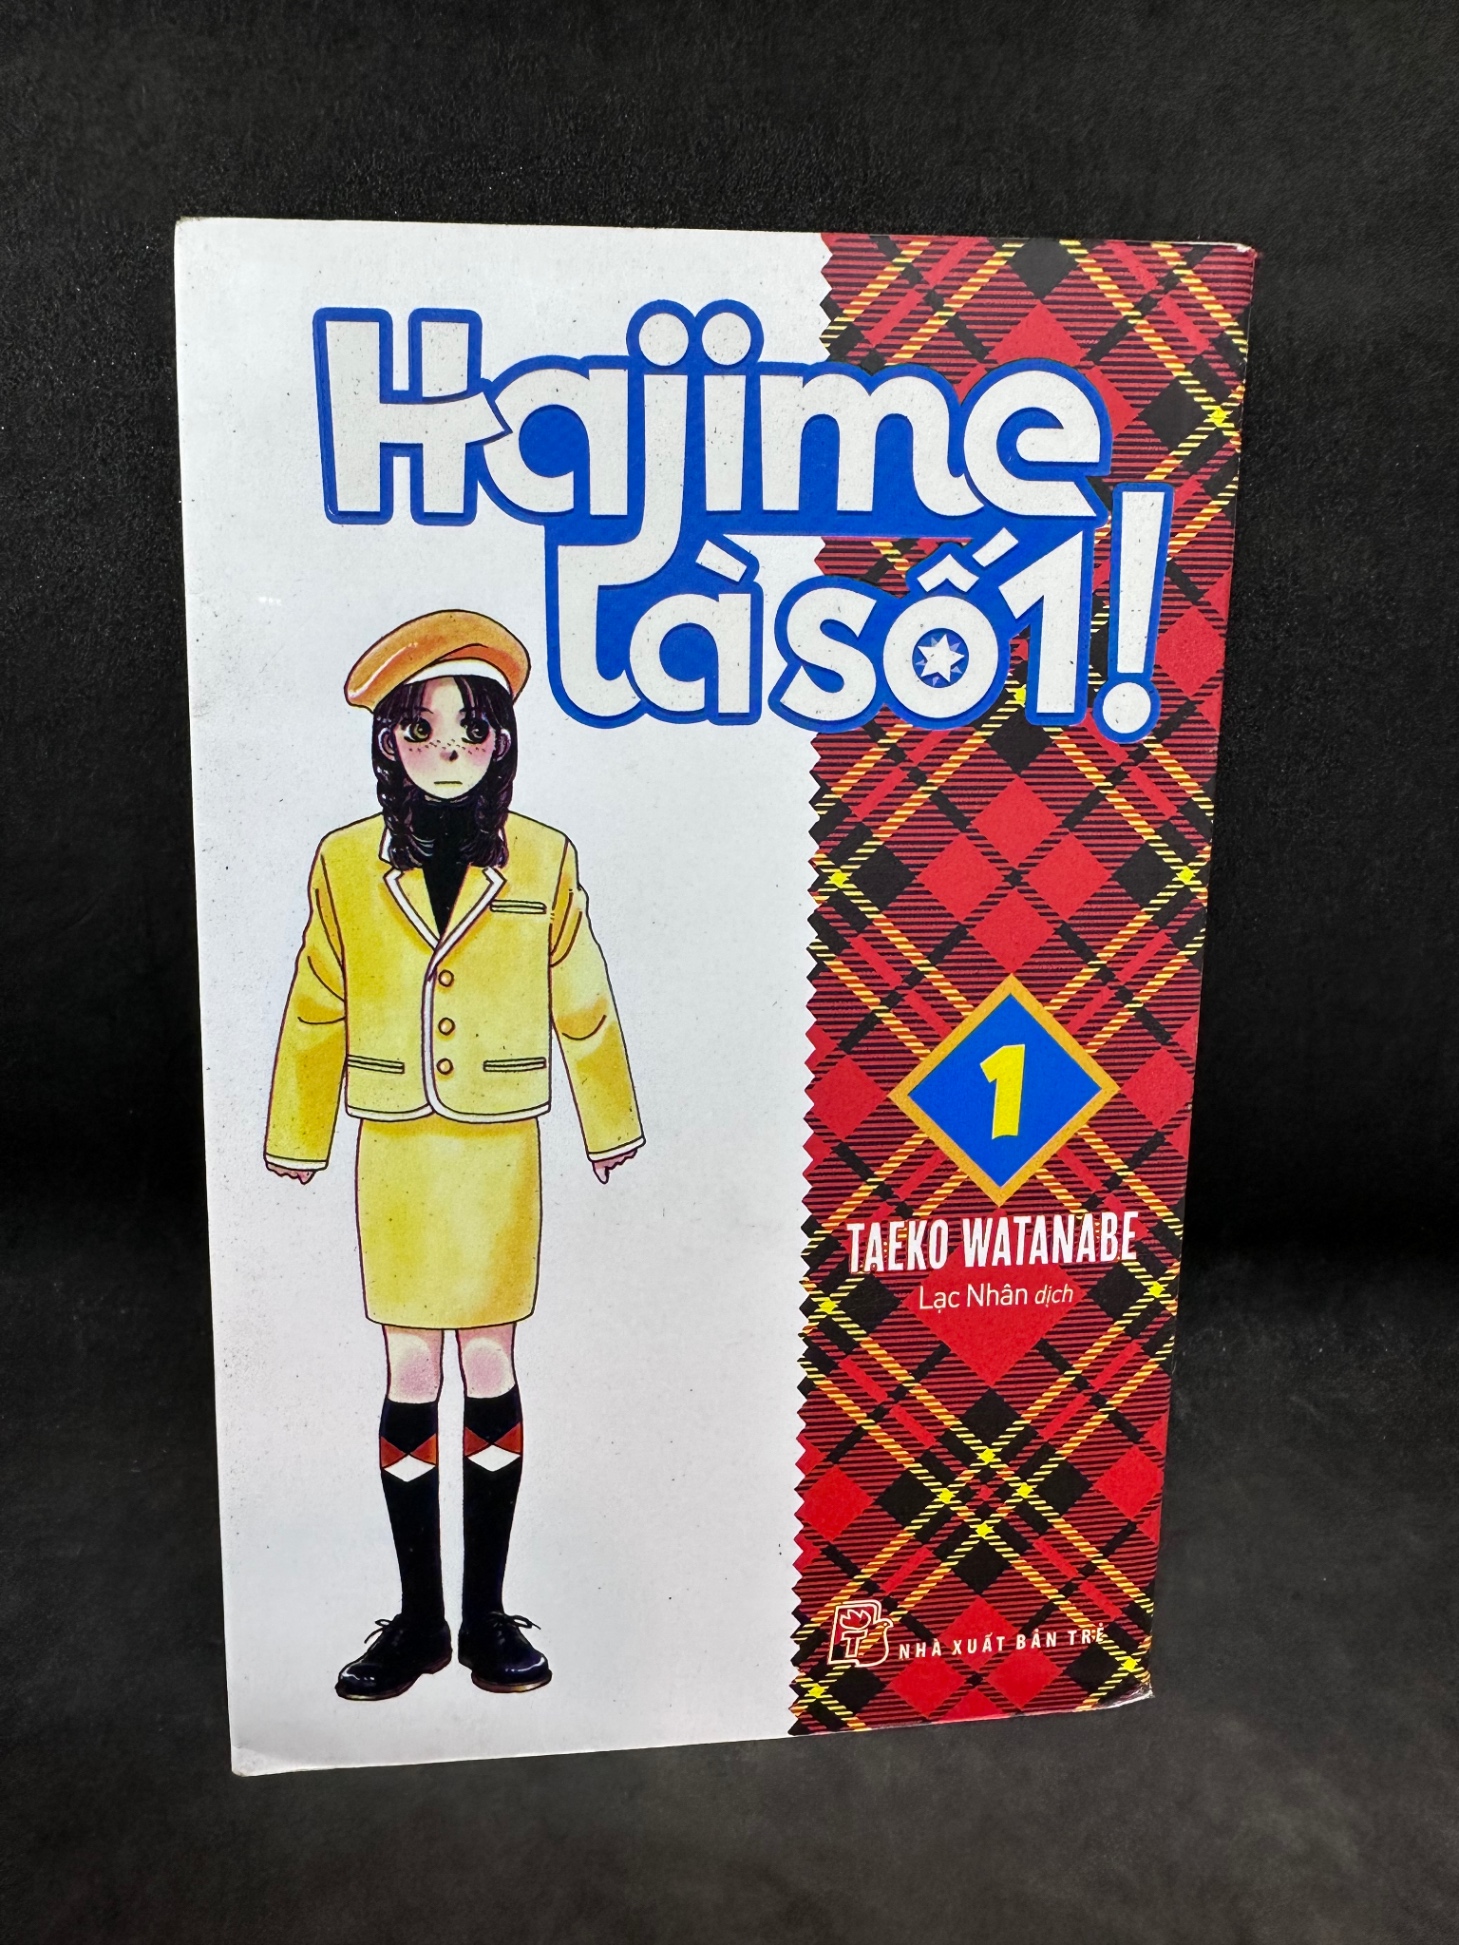 Hajime
là số 1!
1
TAEKO WATANABE
Lạc Nhân dịch
NHÀ XUẤT BẢN TRẺ